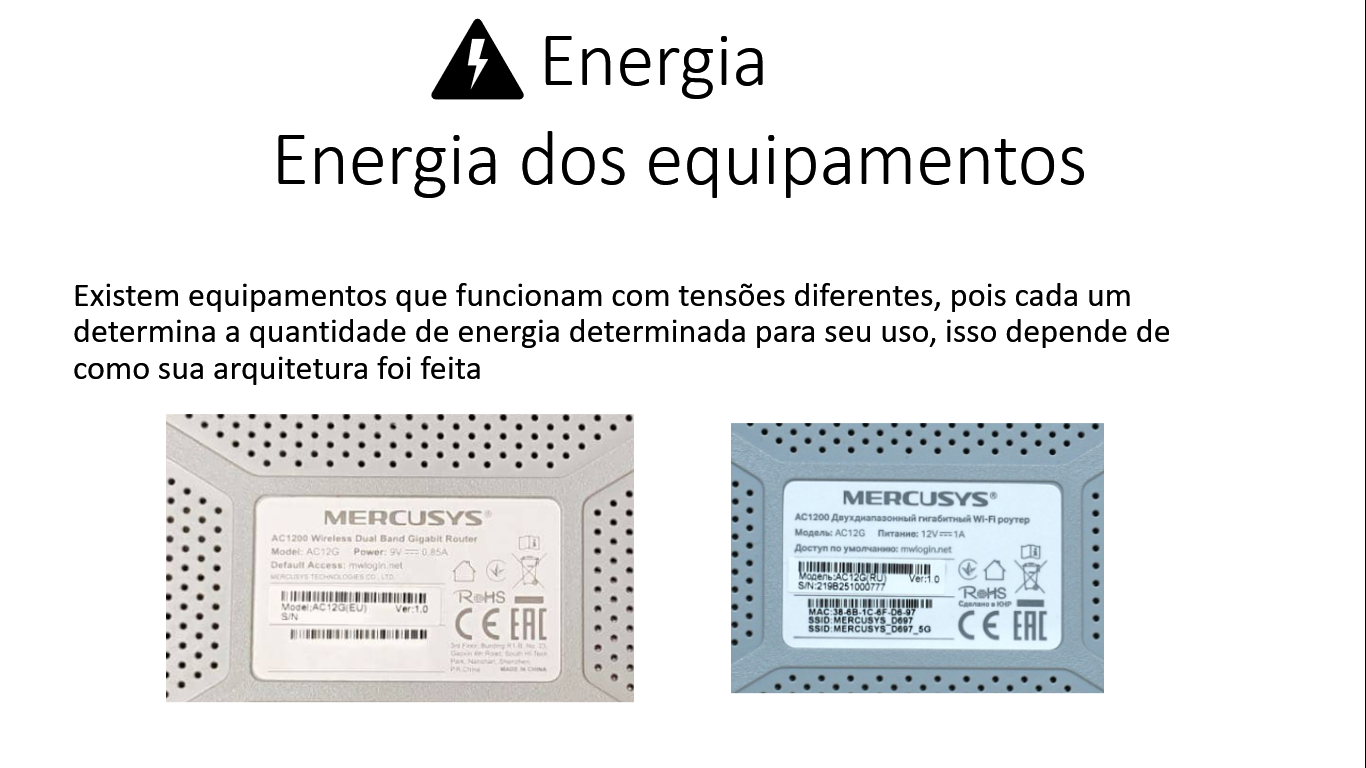 Energia
Energia dos equipamentos
Existem equipamentos que funcionam com tensões diferentes, pois cada um
determina a quantidade de energia determinada para seu uso, isso depende de
como sua arquitetura foi feita
MERCUSYS®
AC1200 Wireless Dual Band Gigabit Router
Model: AC12G Power: 9V⎓0.85A
Default Access: mwlogin.net
MERCUSYS TECHNOLOGIES CO., LTD.
Model:AC12G(EU) Ver:1.0
S/N
RoHS
CE EAC
3rd Floor, Building R1-B, No. 23,
Gaoxin 4th Road, South Hi-Tech
Park, Nanshan, Shenzhen,
P.R.China MADE IN CHINA
MERCUSYS®
AC1200 Двухдиапазонный гигабитный Wi-Fi роутер
Модель: AC12G Питание: 12V⎓1A
Доступ по умолчанию: mwlogin.net
Модель:AC12G(RU) Ver:1.0
S/N:219B251000777
RoHS
Сделано в КНР
MAC:38-6B-1C-6F-D6-97
SSID:MERCUSYS_D697
SSID:MERCUSYS_D697_5G
CE EAC